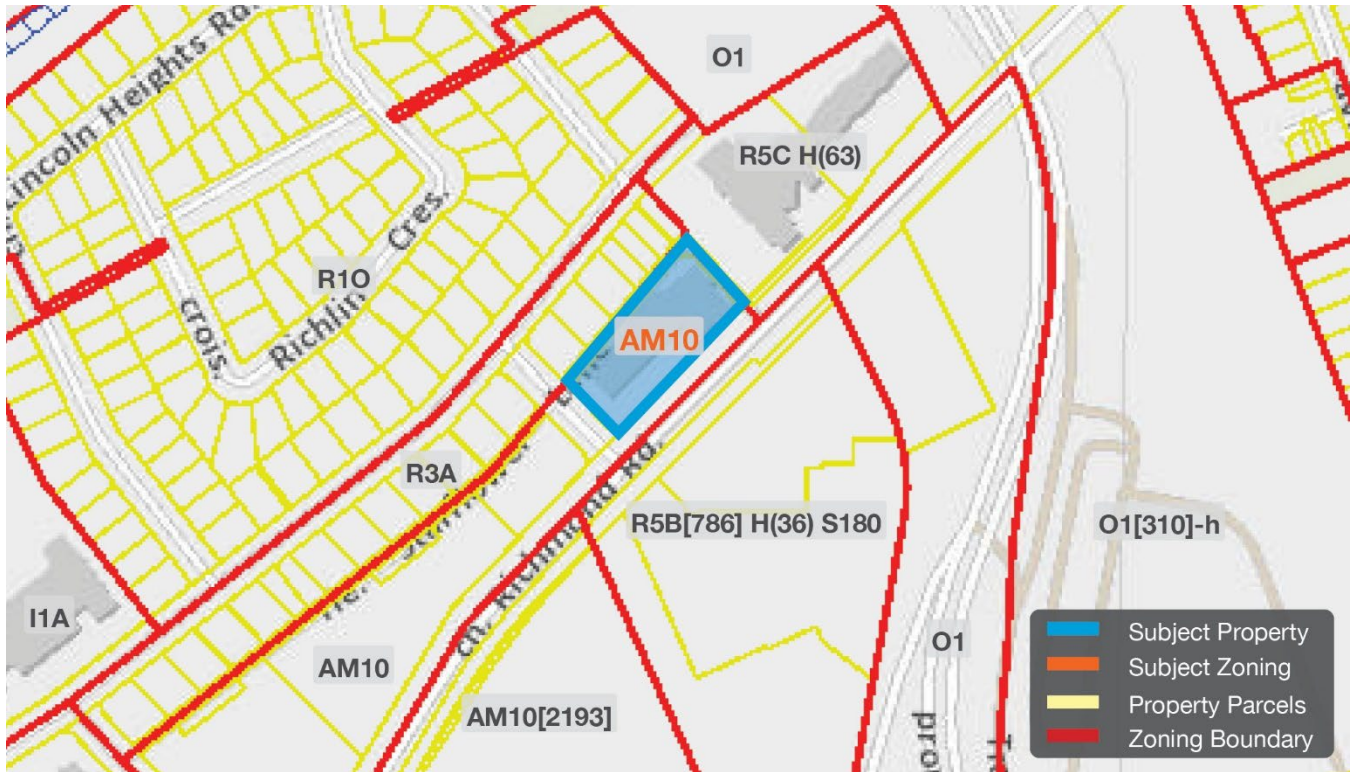 Lincoln Heights
O1
R5C H(63)
R1O
crois.
Richlin
Cres.
AM10
R3A
ch. Richmond Rd.
R5B[786] H(36) S180
O1[310]-h
I1A
AM10
O1
AM10[2193]
Subject Property
Subject Zoning
Property Parcels
Zoning Boundary